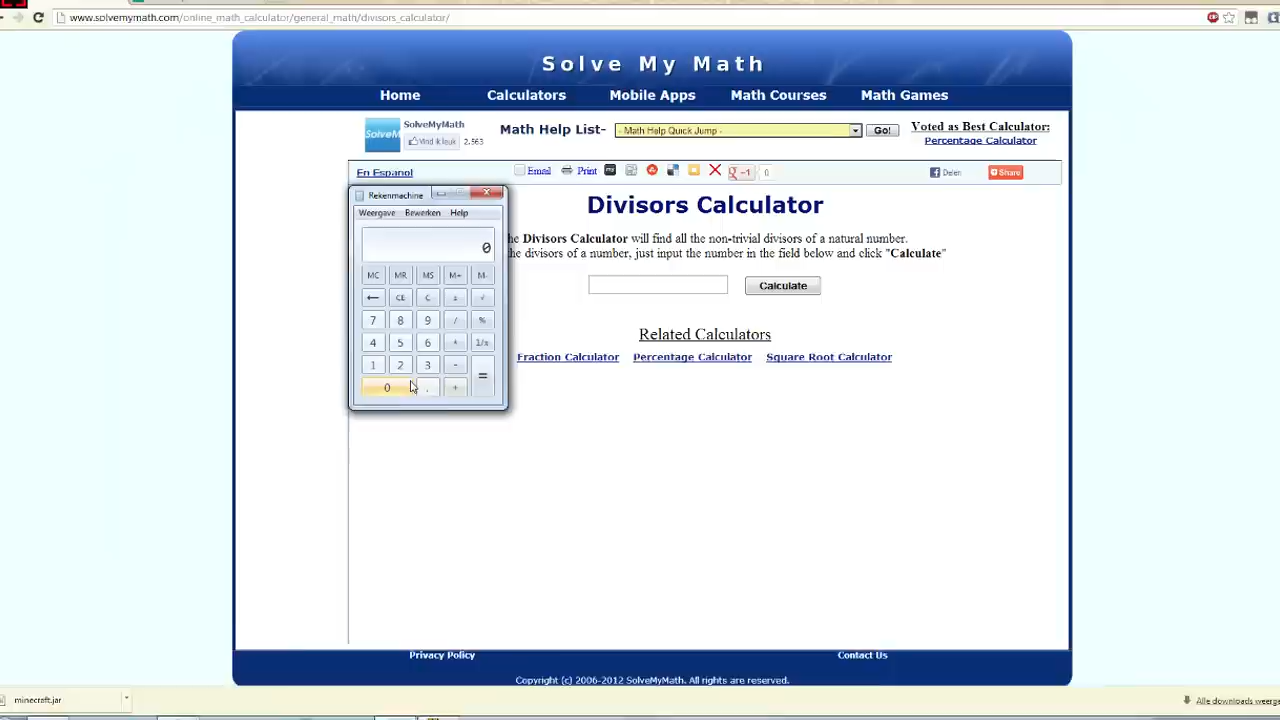 www.solvemymath.com/online_math_calculator/general_math/divisors_calculator/
Solve My Math
Home Calculators Mobile Apps Math Courses Math Games
SolveMyMath
SolveM
Vind ik leuk 2.563
Math Help List- - Math Help Quick Jump - Go!
Voted as Best Calculator:
Percentage Calculator
En Espanol
Email Print +1 0 Delen Share
Rekenmachine
Weergave Bewerken Help
0
MC MR MS M+ M-
← CE C ± √
7 8 9 / %
4 5 6 * 1/x
1 2 3 - =
0 . +
Divisors Calculator
he Divisors Calculator will find all the non-trivial divisors of a natural number.
the divisors of a number, just input the number in the field below and click "Calculate"
Calculate
Related Calculators
Fraction Calculator Percentage Calculator Square Root Calculator
Privacy Policy Contact Us
Copyright (c) 2006-2012 SolveMyMath. All rights are reserved.
minecraft.jar
Alle downloads weerge